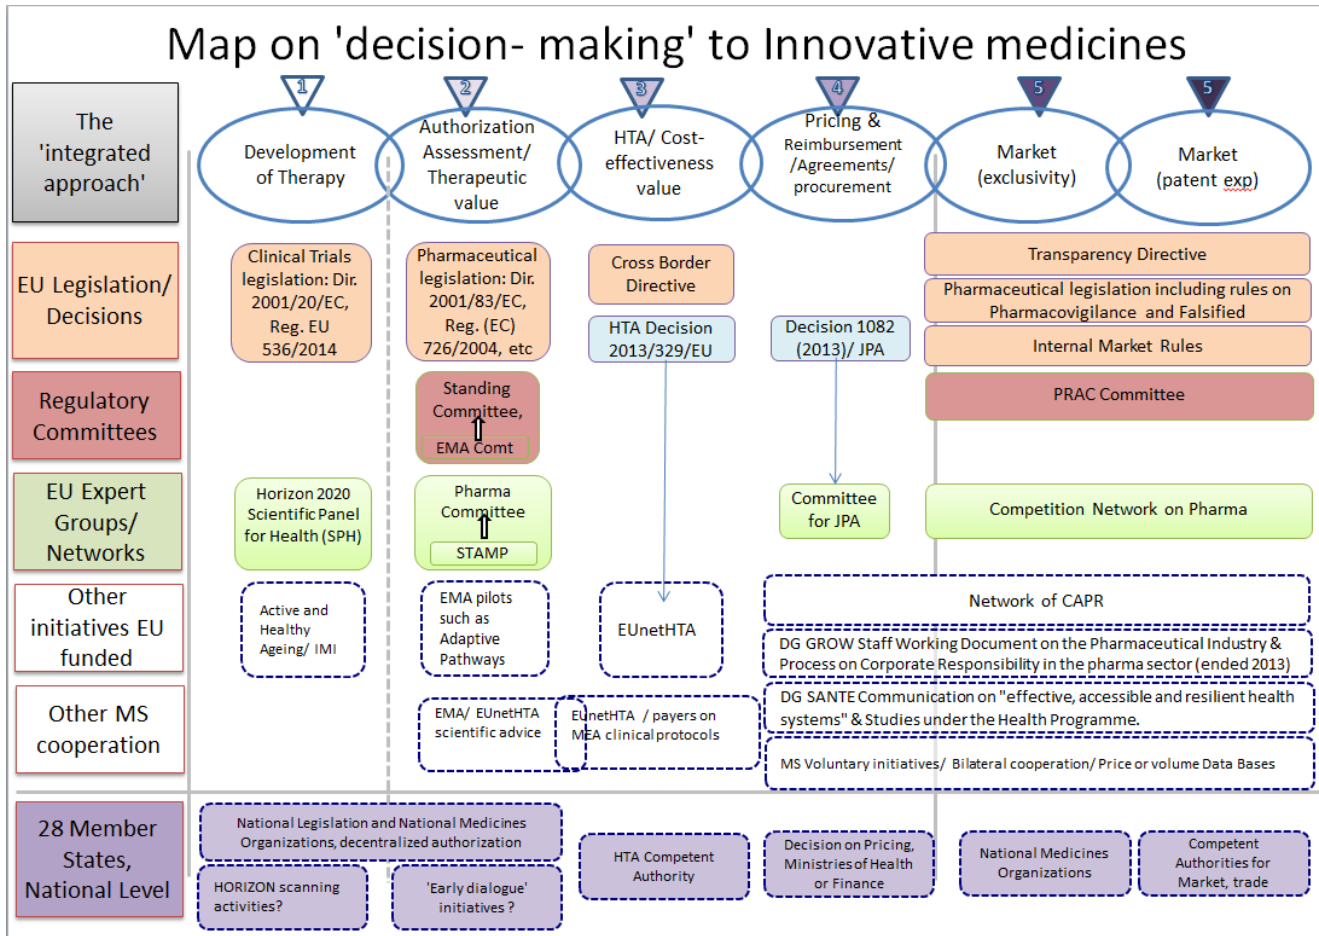 Map on 'decision- making' to Innovative medicines
1
2
3
4
5
5
The
'integrated
approach'
Development
of Therapy
Authorization
Assessment/
Therapeutic
value
HTA/ Cost-
effectiveness
value
Pricing &
Reimbursement
/Agreements/
procurement
Market
(exclusivity)
Market
(patent exp)
EU Legislation/
Decisions
Clinical Trials
legislation: Dir.
2001/20/EC,
Reg. EU
536/2014
Pharmaceutical
legislation: Dir.
2001/83/EC,
Reg. (EC)
726/2004, etc
Cross Border
Directive
HTA Decision
2013/329/EU
Decision 1082
(2013)/ JPA
Transparency Directive
Pharmaceutical legislation including rules on
Pharmacovigilance and Falsified
Internal Market Rules
Regulatory
Committees
Standing
Committee,
EMA Comt
PRAC Committee
EU Expert
Groups/
Networks
Horizon 2020
Scientific Panel
for Health (SPH)
Pharma
Committee
STAMP
Committee
for JPA
Competition Network on Pharma
Other
initiatives EU
funded
Active and
Healthy
Ageing/ IMI
EMA pilots
such as
Adaptive
Pathways
EUnetHTA
Network of CAPR
DG GROW Staff Working Document on the Pharmaceutical Industry &
Process on Corporate Responsibility in the pharma sector (ended 2013)
Other MS
cooperation
EMA/ EUnetHTA
scientific advice
EUnetHTA / payers on
MEA clinical protocols
DG SANTE Communication on "effective, accessible and resilient health
systems" & Studies under the Health Programme.
MS Voluntary initiatives/ Bilateral cooperation/ Price or volume Data Bases
28 Member
States,
National Level
National Legislation and National Medicines
Organizations, decentralized authorization
HORIZON scanning
activities?
'Early dialogue'
initiatives ?
HTA Competent
Authority
Decision on Pricing,
Ministries of Health
or Finance
National Medicines
Organizations
Competent
Authorities for
Market, trade